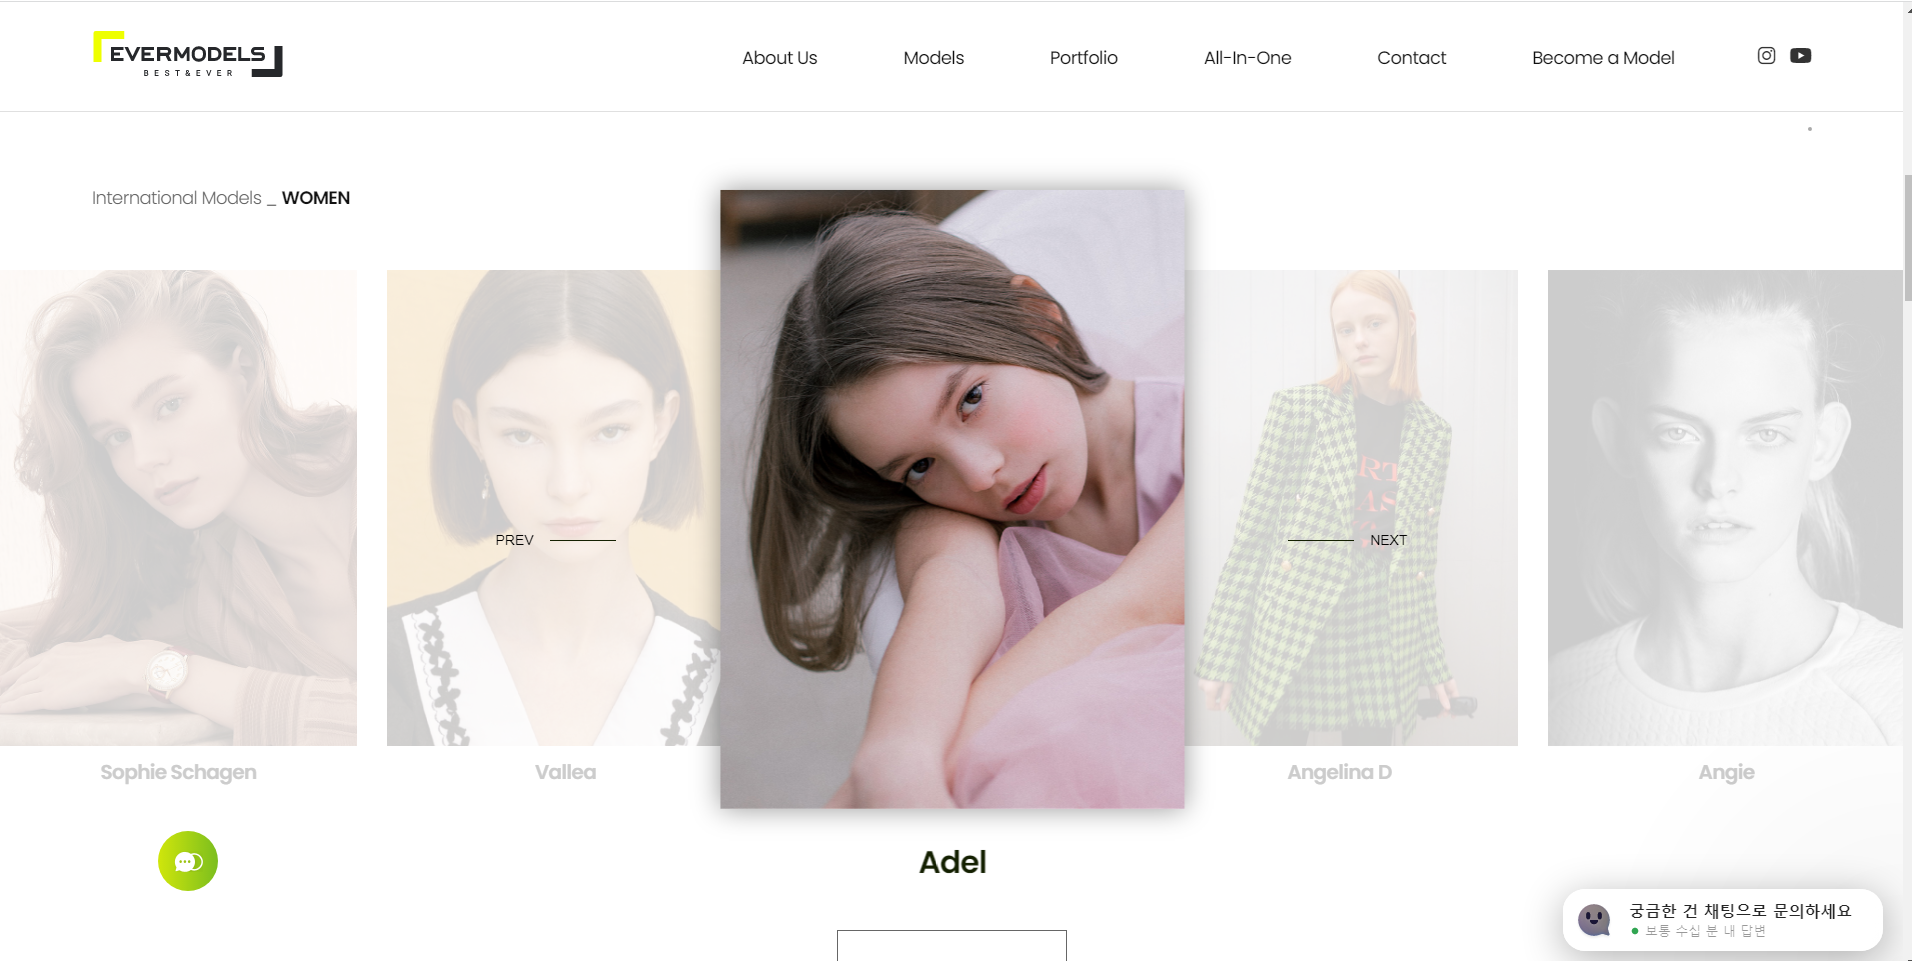 EVERMODELS
BEST&EVER
About Us
Models
Portfolio
All-In-One
Contact
Become a Model
International Models _ WOMEN
RT
AS
PREV
NEXT
Sophie Schagen
Vallea
Angelina D
Angie
Adel
궁금한 건 채팅으로 문의하세요
보통 수십 분 내 답변